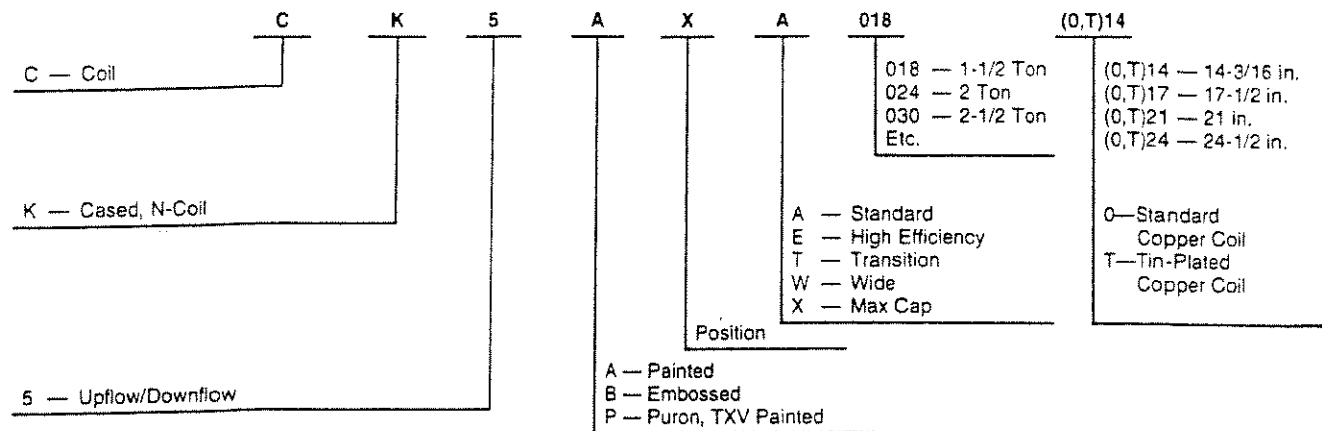 C K 5 A X A 018 (0,T)14
C — Coil
018 — 1-1/2 Ton
024 — 2 Ton
030 — 2-1/2 Ton
Etc.
(0,T)14 — 14-3/16 in.
(0,T)17 — 17-1/2 in.
(0,T)21 — 21 in.
(0,T)24 — 24-1/2 in.
K — Cased, N-Coil
A — Standard
E — High Efficiency
T — Transition
W — Wide
X — Max Cap
0—Standard
Copper Coil
T—Tin-Plated
Copper Coil
Position
5 — Upflow/Downflow
A — Painted
B — Embossed
P — Puron, TXV Painted